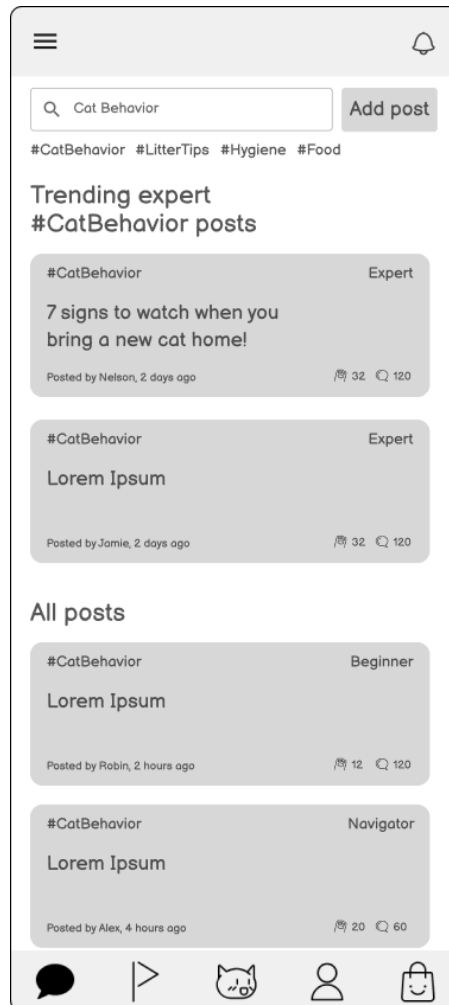 Cat Behavior
Add post
#CatBehavior #LitterTips #Hygiene #Food
Trending expert
#CatBehavior posts
#CatBehavior
Expert
7 signs to watch when you
bring a new cat home!
Posted by Nelson, 2 days ago
32
120
#CatBehavior
Expert
Lorem Ipsum
Posted by Jamie, 2 days ago
32
120
All posts
#CatBehavior
Beginner
Lorem Ipsum
Posted by Robin, 2 hours ago
12
120
#CatBehavior
Navigator
Lorem Ipsum
Posted by Alex, 4 hours ago
20
60